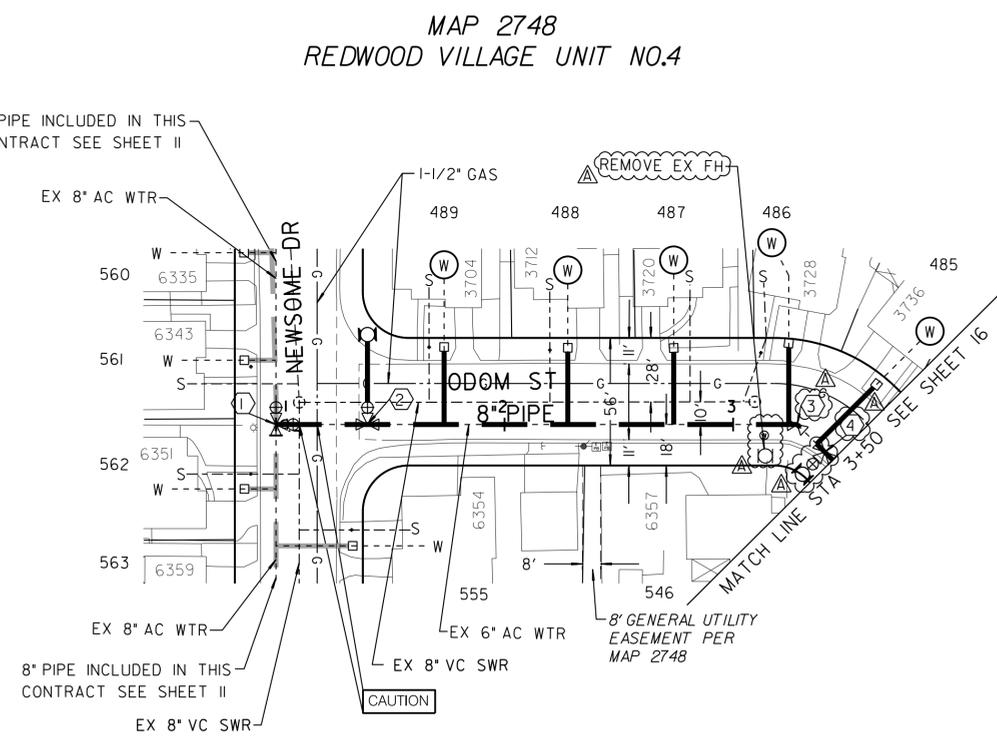 MAP 2748
REDWOOD VILLAGE UNIT NO.4
PIPE INCLUDED IN THIS
NTRACT SEE SHEET 11
EX 8" AC WTR
1-1/2" GAS
A
REMOVE EX FH
489
488
487
486
485
W
W
W
W
W
W
S
S
S
S
560
6335
NEWSOME DR
G
3704
3712
3720
3728
3736
561
6343
W
S
G
G
G
G
G
11'
28'
56'
10'
ODOM ST
8" PIPE
1
1
2
2
3
3
4
A
A
A
A
MATCH LINE STA 3+50 SEE SHEET 16
562
6351
S
W
G
11'
18'
6354
6357
S
W
G
563
6359
8'
555
546
EX 8" AC WTR
EX 6" AC WTR
8' GENERAL UTILITY
EASEMENT PER
MAP 2748
EX 8" VC SWR
8" PIPE INCLUDED IN THIS
CONTRACT SEE SHEET 11
CAUTION
EX 8" VC SWR